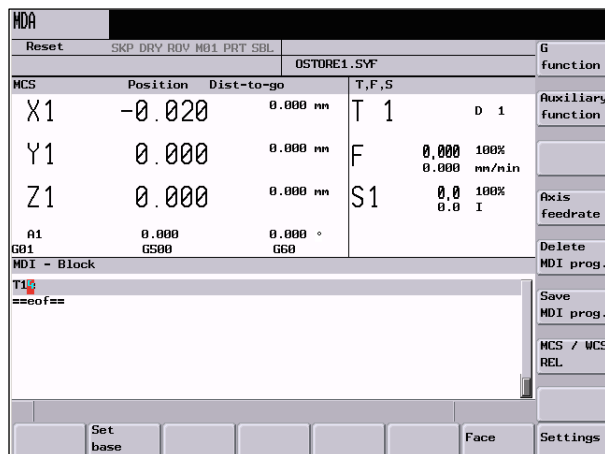 MDA
Reset SKP DRY ROV M01 PRT SBL
OSTORE1.SYF
MCS Position Dist-to-go T,F,S
X1 -0.020 0.000 mm T 1 D 1
Y1 0.000 0.000 mm F 0,000 100%
0.000 mm/min
Z1 0.000 0.000 mm S1 0,0 100%
0.0 I
A1 0.000 0.000 °
G01 G500 G60
MDI - Block
T1
==eof==
G
function
Auxiliary
function
Axis
feedrate
Delete
MDI prog.
Save
MDI prog.
MCS / WCS
REL
Set
base
Face
Settings